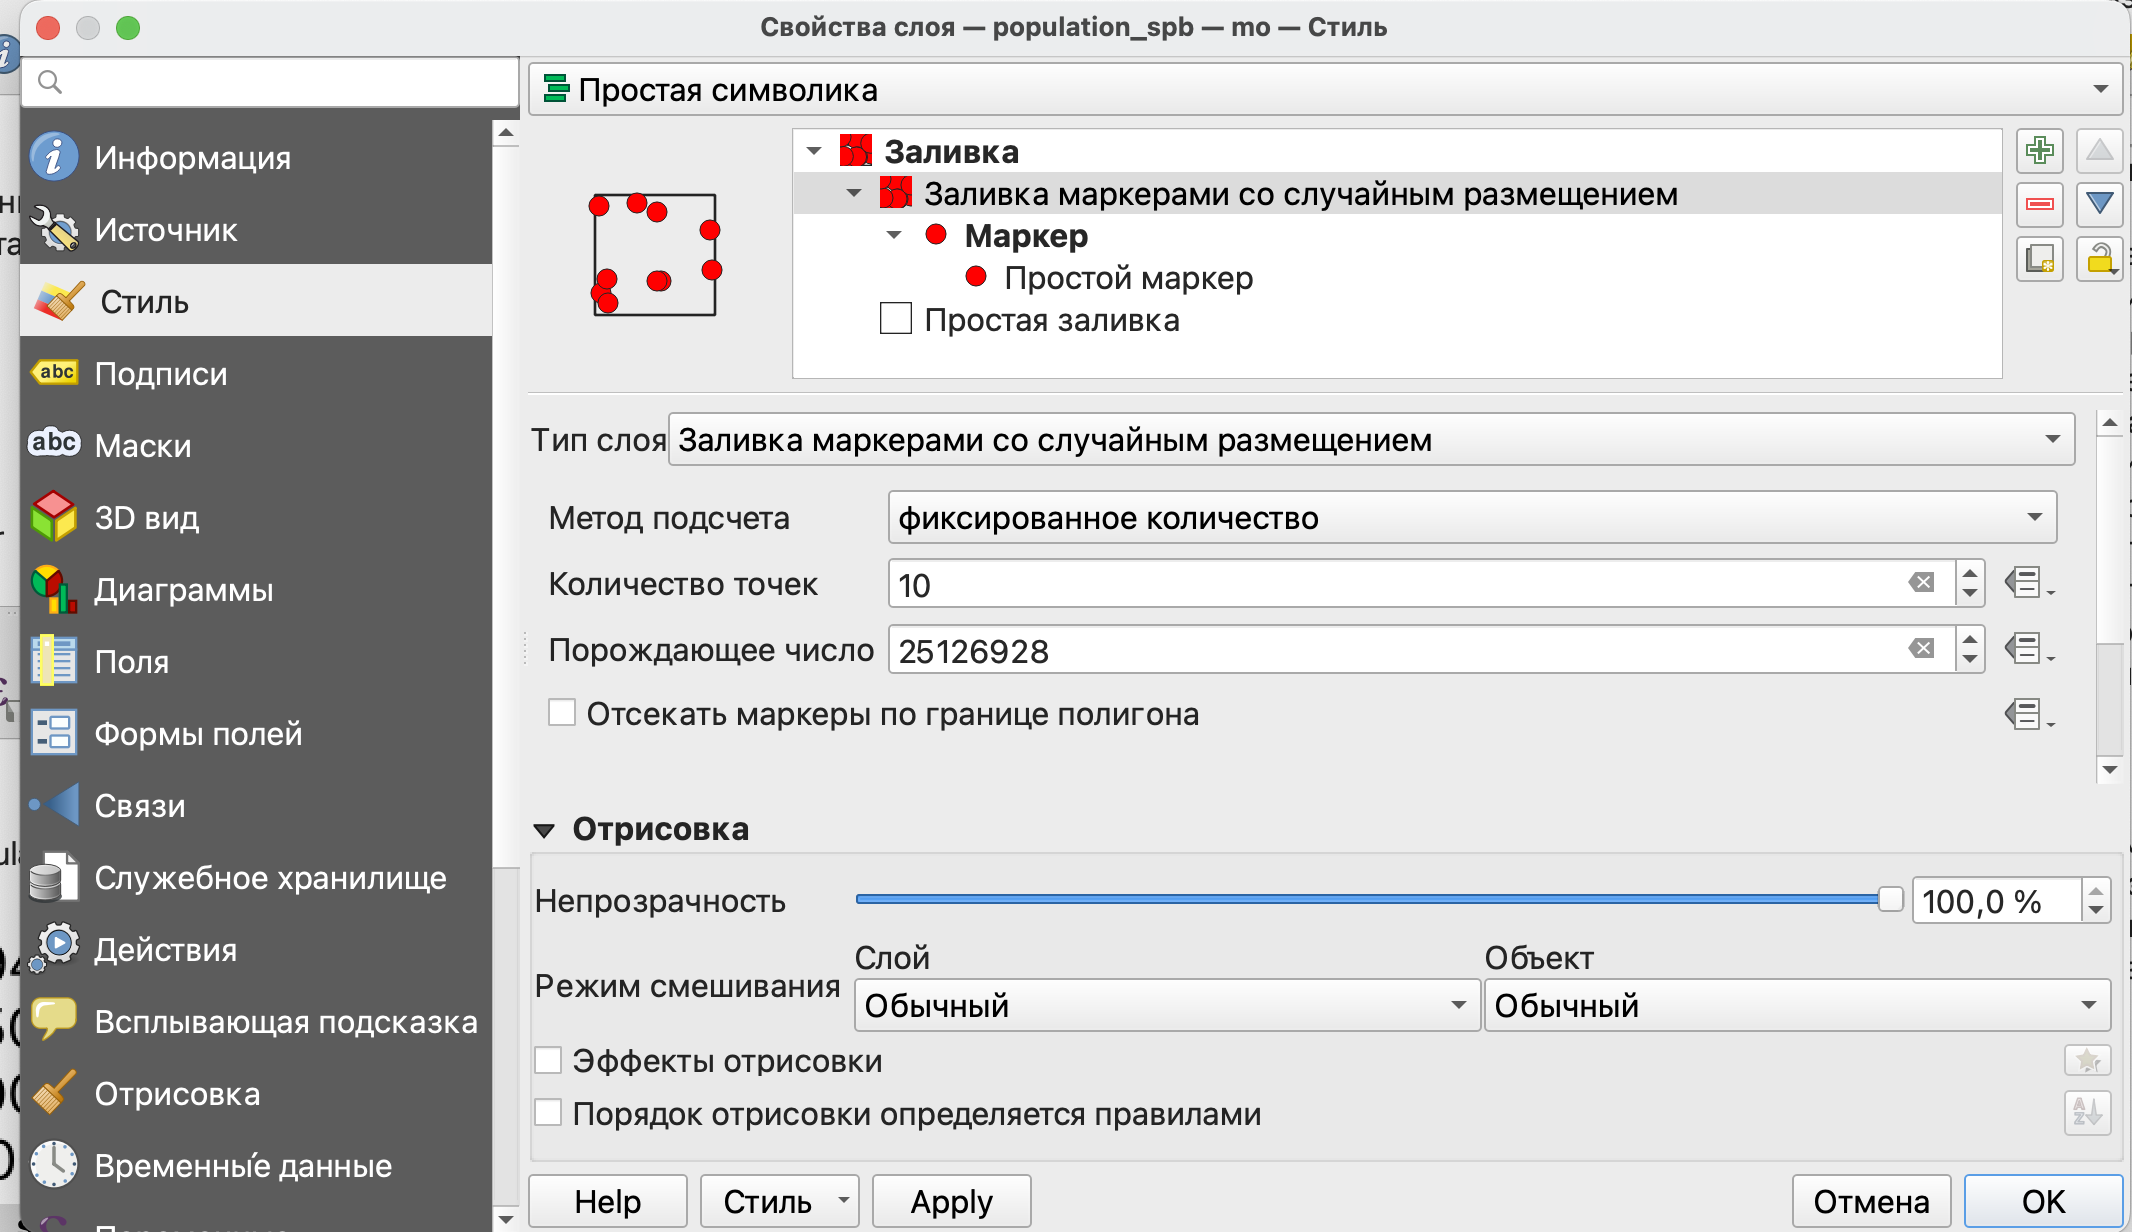 Свойства слоя — population_spb — mo — Стиль
Информация
Источник
Стиль
abc Подписи
abc Маски
3D вид
Диаграммы
Поля
Формы полей
Связи
Служебное хранилище
Действия
Всплывающая подсказка
Отрисовка
Временны́е данные
Простая символика
Заливка
Заливка маркерами со случайным размещением
Маркер
Простой маркер
Простая заливка
Тип слоя Заливка маркерами со случайным размещением
Метод подсчета фиксированное количество
Количество точек 10
Порождающее число 25126928
Отсекать маркеры по границе полигона
Отрисовка
Непрозрачность 100,0 %
Слой Объект
Режим смешивания Обычный Обычный
Эффекты отрисовки
Порядок отрисовки определяется правилами
Help Стиль Apply Отмена OK